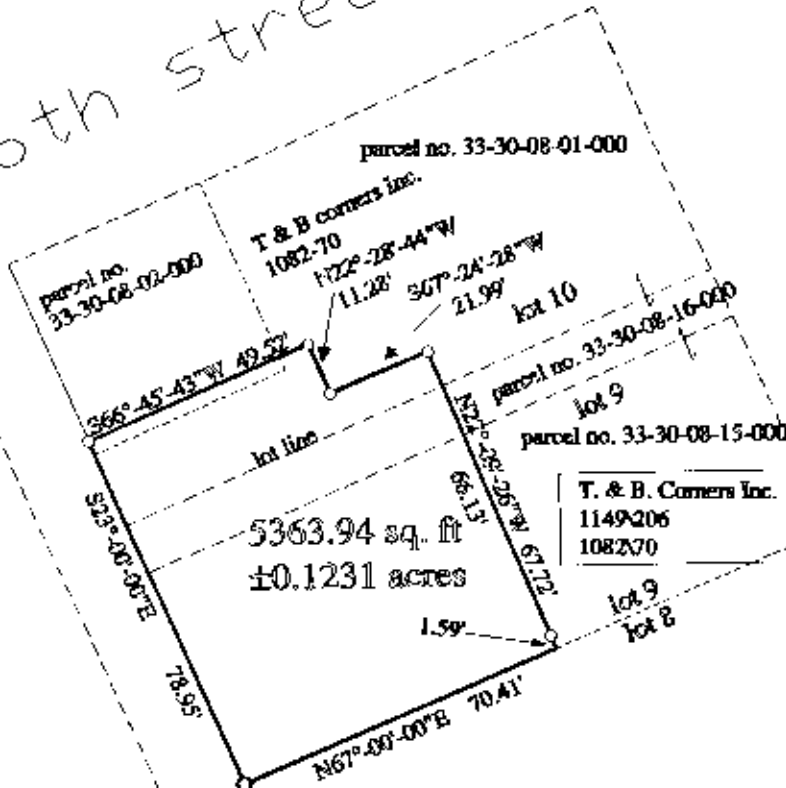 oth stree
parcel no. 33-30-08-01-000
T & B corners inc.
1082-70
parcel no.
33-30-08-02-000
N22°-28'-44"W
11.28'
S67°-24'-28"W
21.99'
lot 10
S66°-45'-43"W 49.52'
parcel no. 33-30-08-16-000
lot 9
parcel no. 33-30-08-15-000
lot line
N22°-09'-26"W 67.72'
66.13'
T. & B. Corners Inc.
1149\206
1082\70
S23°-00'-00"E
78.95'
5363.94 sq. ft
±0.1231 acres
1.59'
lot 9
lot 8
N67°-00'-00"E 70.41'